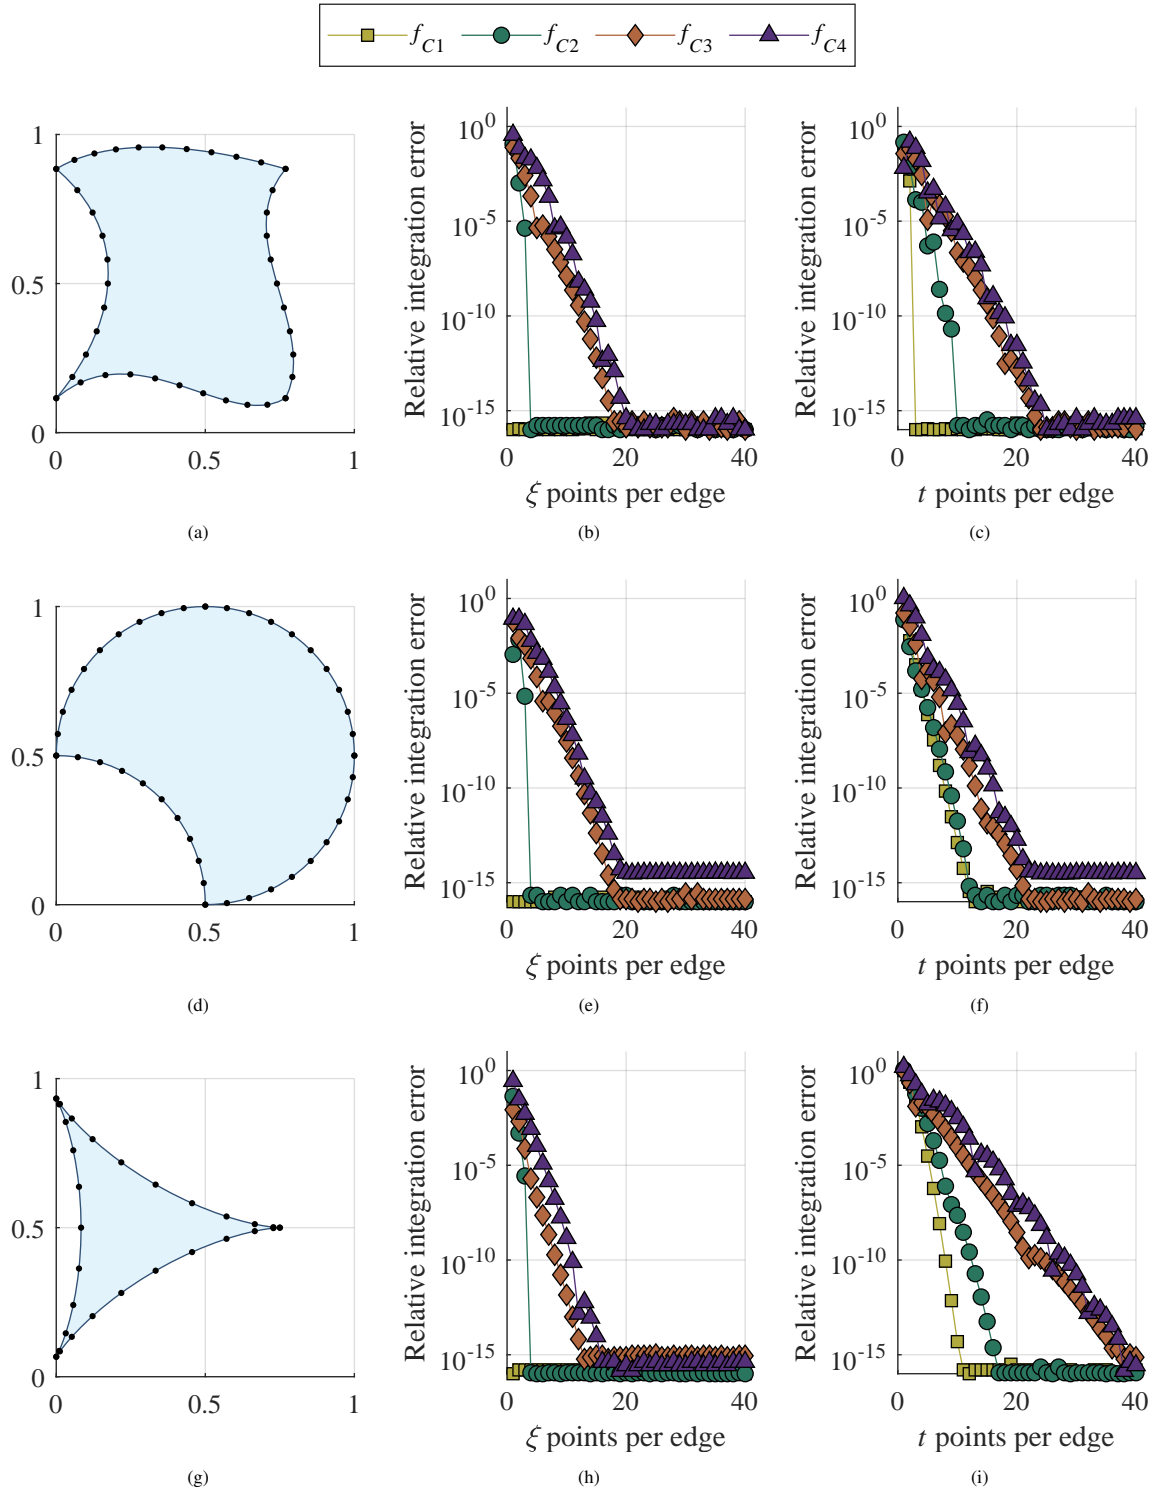 f_C1 f_C2 f_C3 f_C4
1
0.5
0
0 0.5 1
(a)
Relative integration error
10^0
10^-5
10^-10
10^-15
0 20 40
ξ points per edge
(b)
Relative integration error
10^0
10^-5
10^-10
10^-15
0 20 40
t points per edge
(c)
1
0.5
0
0 0.5 1
(d)
Relative integration error
10^0
10^-5
10^-10
10^-15
0 20 40
ξ points per edge
(e)
Relative integration error
10^0
10^-5
10^-10
10^-15
0 20 40
t points per edge
(f)
1
0.5
0
0 0.5 1
(g)
Relative integration error
10^0
10^-5
10^-10
10^-15
0 20 40
ξ points per edge
(h)
Relative integration error
10^0
10^-5
10^-10
10^-15
0 20 40
t points per edge
(i)